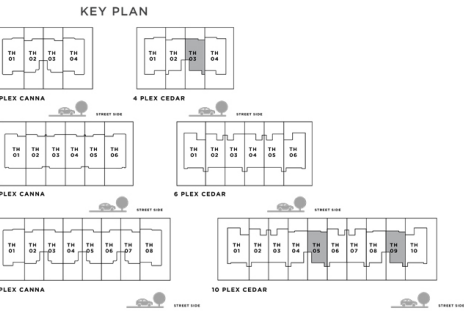 KEY PLAN
TH 01 TH 02 TH 03 TH 04
TH 01 TH 02 TH 03 TH 04
PLEX CANNA
4 PLEX CEDAR
STREET SIDE
STREET SIDE
TH 01 TH 02 TH 03 TH 04 TH 05 TH 06
TH 01 TH 02 TH 03 TH 04 TH 05 TH 06
PLEX CANNA
6 PLEX CEDAR
STREET SIDE
STREET SIDE
TH 01 TH 02 TH 03 TH 04 TH 05 TH 06 TH 07 TH 08
TH 01 TH 02 TH 03 TH 04 TH 05 TH 06 TH 07 TH 08 TH 09 TH 10
PLEX CANNA
10 PLEX CEDAR
STREET SIDE
STREET SIDE